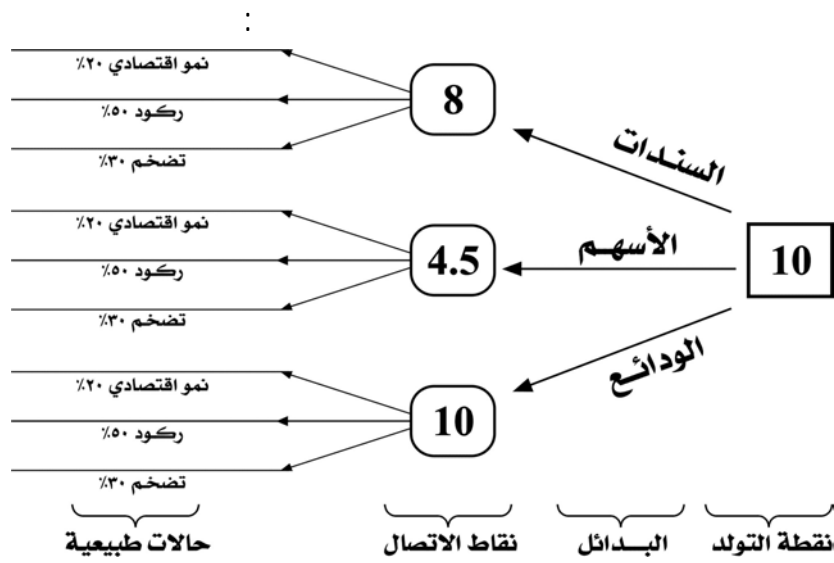 :
نمو اقتصادي ٢٠٪
ركود ٥٠٪
تضخم ٣٠٪
8
السندات
نمو اقتصادي ٢٠٪
ركود ٥٠٪
تضخم ٣٠٪
4.5
الأسهم
10
نمو اقتصادي ٢٠٪
ركود ٥٠٪
تضخم ٣٠٪
10
الودائع
نقطة التولد
البدائل
نقاط الاتصال
حالات طبيعية